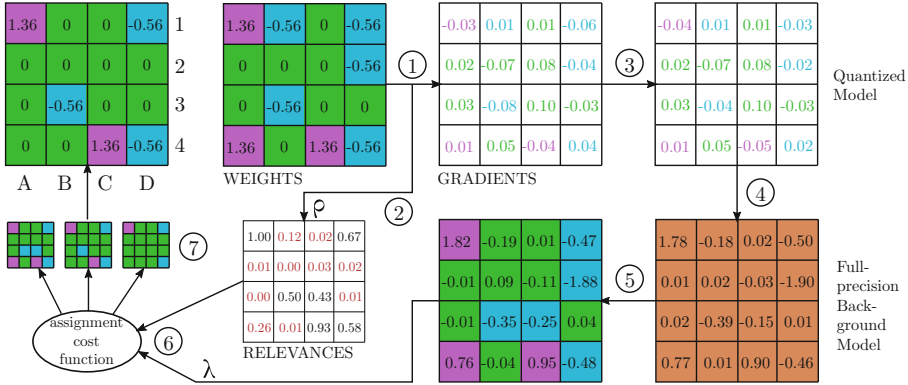 1.36 0 0 -0.56 1
0 0 0 0 2
0 -0.56 0 0 3
0 0 1.36 -0.56 4
A B C D
1.36 -0.56 0 -0.56
0 0 0 -0.56
0 -0.56 0 0
1.36 0 1.36 -0.56
WEIGHTS
1
-0.03 0.01 0.01 -0.06
0.02 -0.07 0.08 -0.04
0.03 -0.08 0.10 -0.03
0.01 0.05 -0.04 0.04
GRADIENTS
3
-0.04 0.01 0.01 -0.03
0.02 -0.07 0.08 -0.02
0.03 -0.04 0.10 -0.03
0.01 0.05 -0.05 0.02
Quantized
Model
ρ
2
4
7
1.00 0.12 0.02 0.67
0.01 0.00 0.03 0.02
0.00 0.50 0.43 0.01
0.26 0.01 0.93 0.58
RELEVANCES
1.82 -0.19 0.01 -0.47
-0.01 0.09 -0.11 -1.88
-0.01 -0.35 -0.25 0.04
0.76 -0.04 0.95 -0.48
5
1.78 -0.18 0.02 -0.50
0.01 0.02 -0.03 -1.90
0.02 -0.39 -0.15 0.01
0.77 0.01 0.90 -0.46
Full-
precision
Back-
ground
Model
assignment
cost
function
6
λ